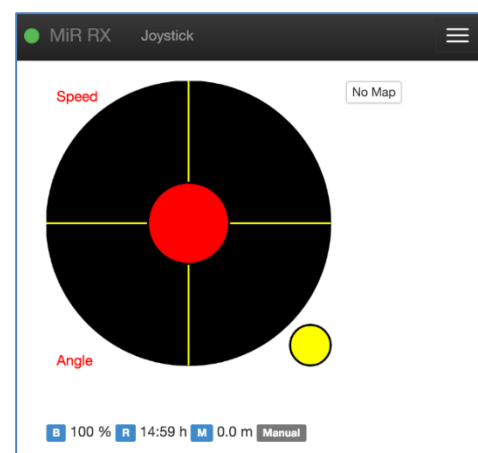 MiR RX Joystick
Speed
No Map
Angle
B 100 % R 14:59 h M 0.0 m Manual